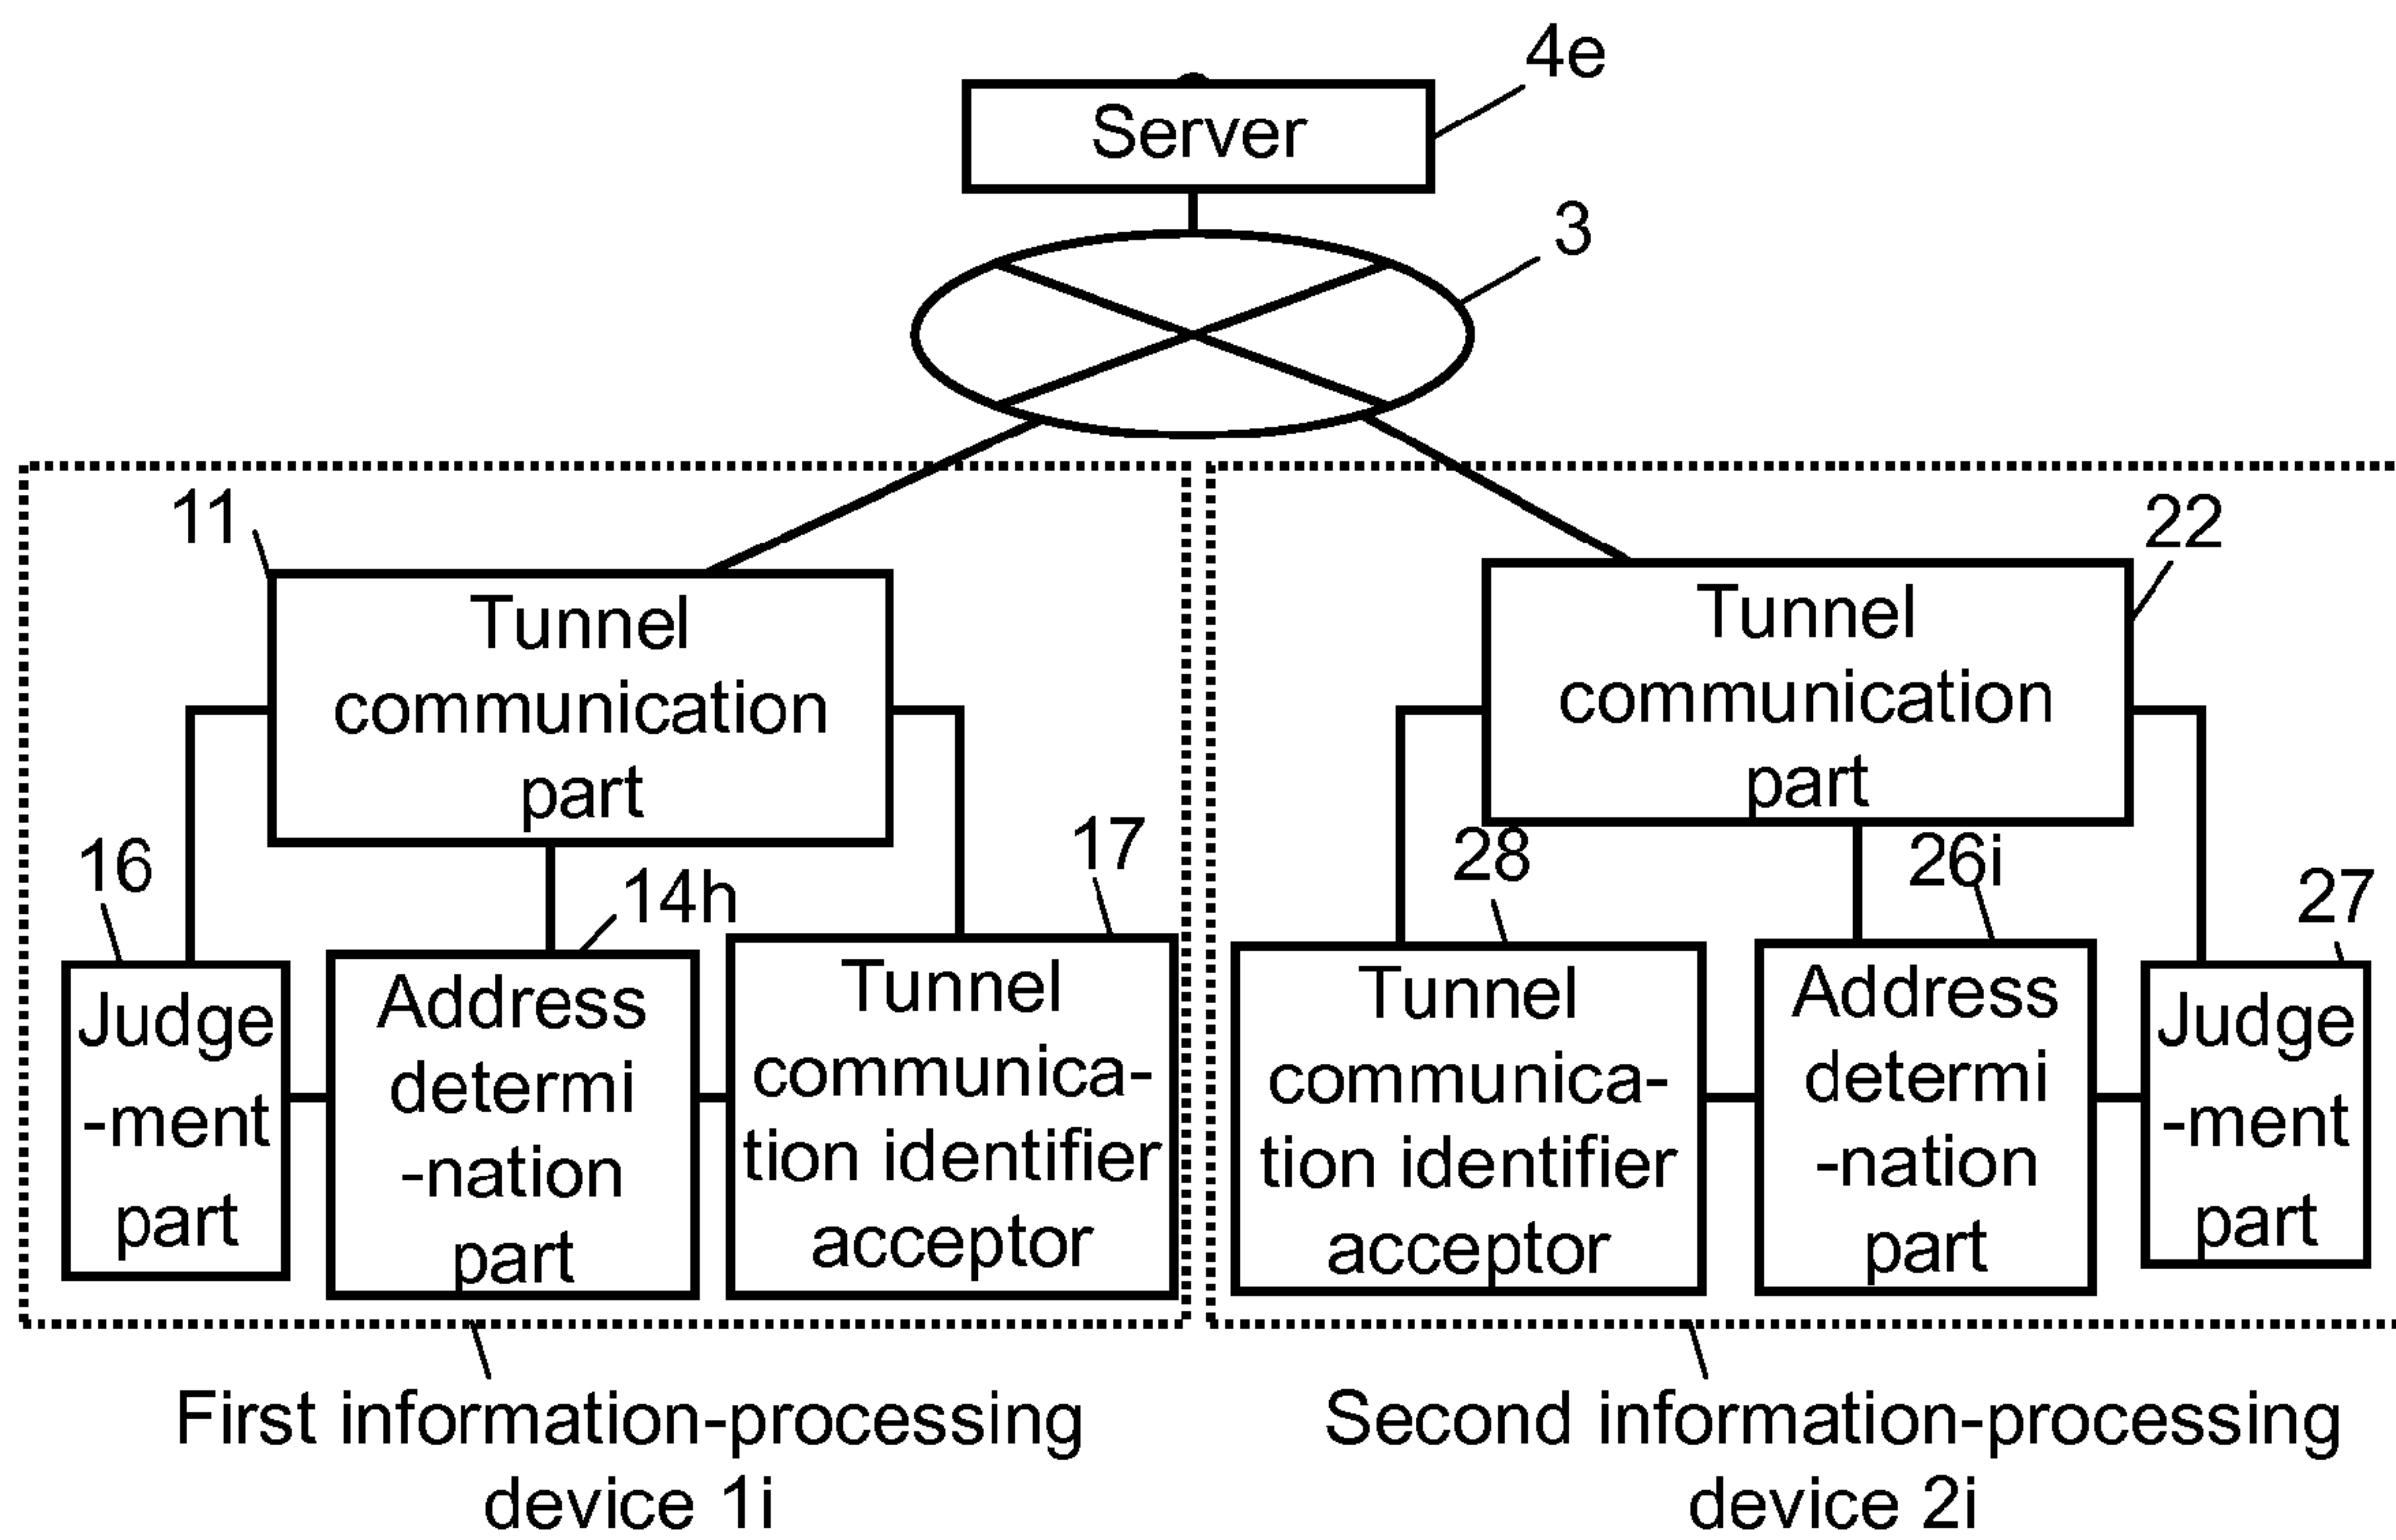 4e
Server
3
11
Tunnel
communication
part
22
Tunnel
communication
part
16
14h
17
28
26i
27
Judge
-ment
part
Address
determi
-nation
part
Tunnel
communica-
tion identifier
acceptor
Tunnel
communica-
tion identifier
acceptor
Address
determi
-nation
part
Judge
-ment
part
First information-processing
device 1i
Second information-processing
device 2i